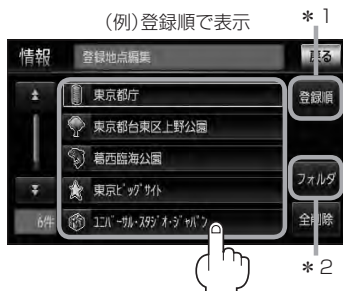 (例)登録順で表示
*1
情報 登録地点編集 戻る
東京都庁
登録順
東京都台東区上野公園
葛西臨海公園
東京ビッグサイト
フォルダ
6件
ユニバーサル・スタジオ・ジャパン
全削除
*2